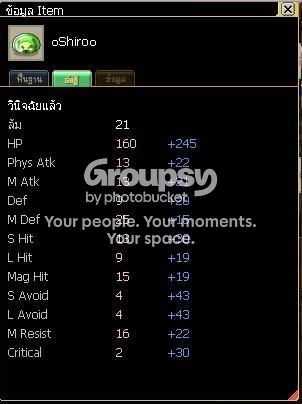 ข้อมูล Item
oShiroo
พื้นฐาน
ข้อมูล
วินิจฉัยแล้ว
ลัม 21
HP 160 +245
Phys Atk 13 +22
M Atk
Def
M Def
S Hit
L Hit 9 +19
Mag Hit 15 +19
S Avoid 4 +43
L Avoid 4 +43
M Resist 16 +22
Critical 2 +30
Groupsy
by photobucket
Your people. Your moments.
Your space.